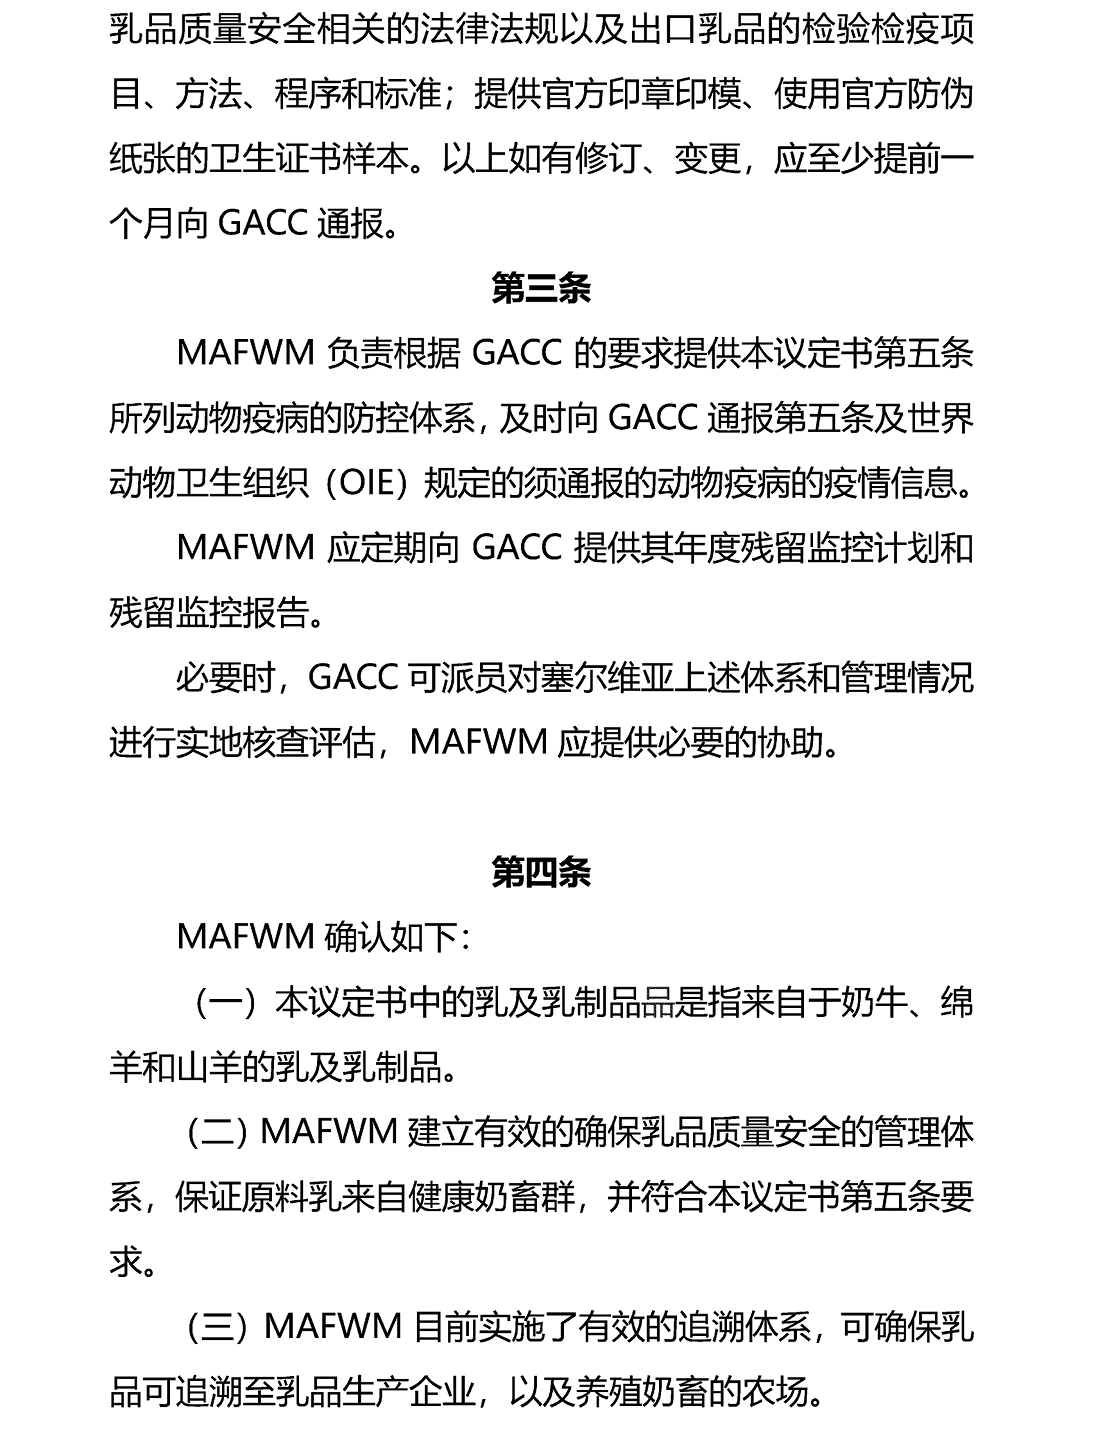 乳品质量安全相关的法律法规以及出口乳品的检验检疫项
目、方法、程序和标准；提供官方印章印模、使用官方防伪
纸张的卫生证书样本。以上如有修订、变更，应至少提前一
个月向 GACC 通报。
第三条
MAFWM 负责根据 GACC 的要求提供本议定书第五条
所列动物疫病的防控体系，及时向 GACC 通报第五条及世界
动物卫生组织（OIE）规定的须通报的动物疫病的疫情信息。
MAFWM 应定期向 GACC 提供其年度残留监控计划和
残留监控报告。
必要时，GACC 可派员对塞尔维亚上述体系和管理情况
进行实地核查评估，MAFWM 应提供必要的协助。
第四条
MAFWM 确认如下：
（一）本议定书中的乳及乳制品品是指来自于奶牛、绵
羊和山羊的乳及乳制品。
（二）MAFWM 建立有效的确保乳品质量安全的管理体
系，保证原料乳来自健康奶畜群，并符合本议定书第五条要
求。
（三）MAFWM 目前实施了有效的追溯体系，可确保乳
品可追溯至乳品生产企业，以及养殖奶畜的农场。